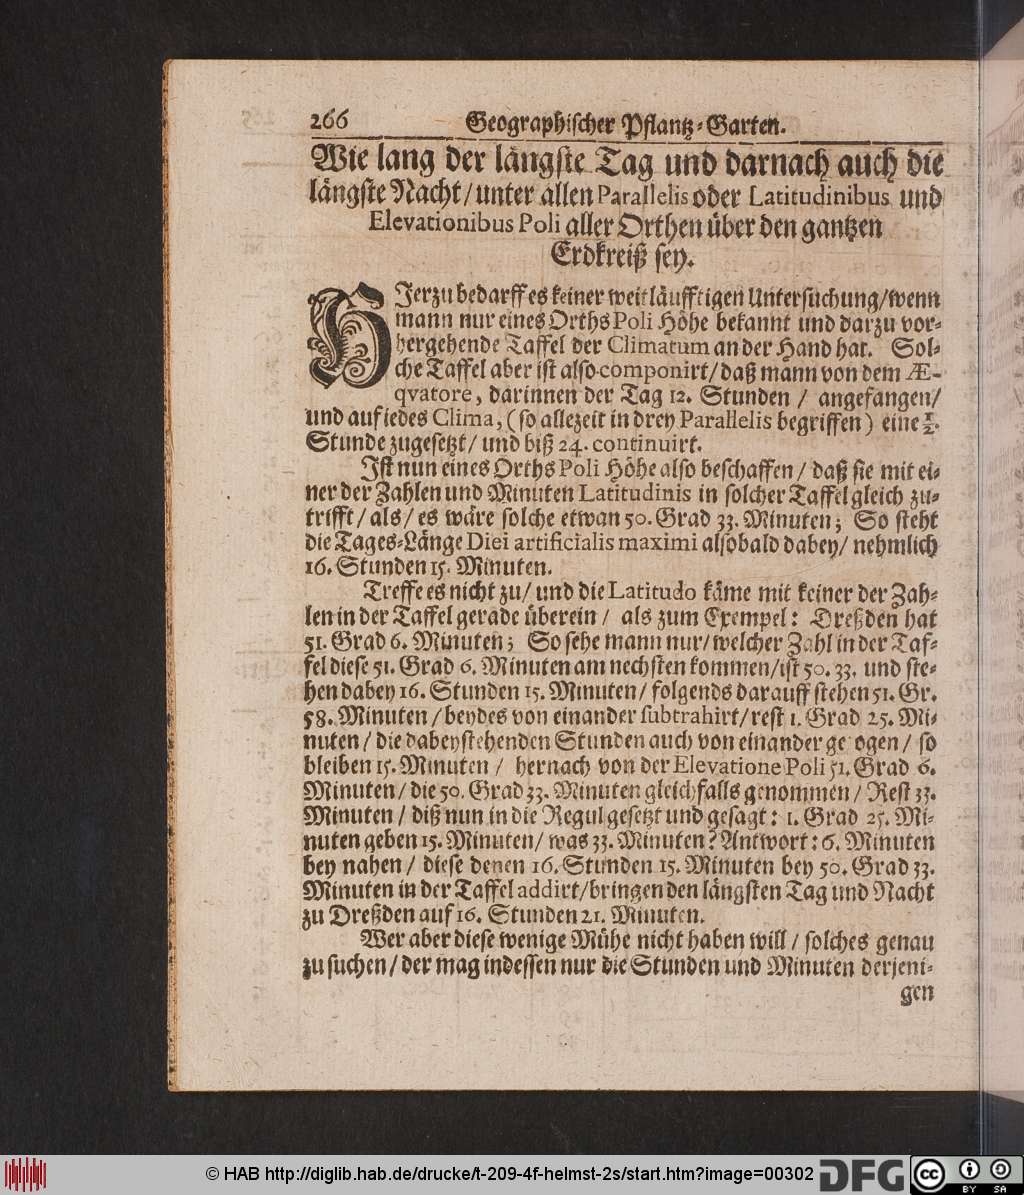 266 Geographischer Pflantz-Garten.
Wie lang der längste Tag und darnach auch die
längste Nacht/ unter allen Parallelis oder Latitudinibus und
Elevationibus Poli aller Orthen über den gantzen
Erdkreiß sey.
HJerzu bedarff es keiner weitläufftigen Untersuchung/wenn
mann nur eines Orths Poli Höhe bekannt und darzu vor-
hergehende Taffel der Climatum an der Hand hat. Sol-
che Taffel aber ist also componirt/ daß mann von dem Æ-
qvatore, darinnen der Tag 12. Stunden / angefangen/
und auf iedes Clima, (so allezeit in drey Parallelis begriffen) eine ½.
Stunde zugesetzt/ und biß 24. continuirt.
Ist nun eines Orths Poli Höhe also beschaffen/ daß sie mit ei-
ner der Zahlen und Minuten Latitudinis in solcher Taffel gleich zu-
trifft/ als/ es wäre solche etwan 50. Grad 33. Minuten; So steht
die Tages-Länge Diei artificialis maximi alsobald dabey/ nehmlich
16. Stunden 15. Minuten.
Treffe es nicht zu/ und die Latitudo käme mit keiner der Zah-
len in der Taffel gerade überein / als zum Exempel: Dreßden hat
51. Grad 6. Minuten; So sehe mann nur/ welcher Zahl in der Taf-
fel diese 51. Grad 6. Minuten am nechsten kommen/ist 50. 33. und ste-
hen dabey 16. Stunden 15. Minuten/ folgends darauff stehen 51. Gr.
58. Minuten / beydes von einander subtrahirt/ rest 1. Grad 25. Mi-
nuten / die dabeystehenden Stunden auch von einander ge ogen / so
bleiben 15. Minuten / hernach von der Elevatione Poli 51. Grad 6.
Minuten/ die 50. Grad 33. Minuten gleichfalls genommen / Rest 33.
Minuten / diß nun in die Regul gesetzt und gesagt: 1. Grad 25. Mi-
nuten geben 15. Minuten/ was 33. Minuten? Antwort: 6. Minuten
bey nahen / diese denen 16. Stunden 15. Minuten bey 50. Grad 33.
Minuten in der Taffel addirt/bringen den längsten Tag und Nacht
zu Dreßden auf 16. Stunden 21. Minuten.
Wer aber diese wenige Mühe nicht haben will / solches genau
zu suchen/ der mag indessen nur die Stunden und Minuten derjeni-
gen
© HAB http://diglib.hab.de/drucke/t-209-4f-helmst-2s/start.htm?image=00302 DFG cc BY SA